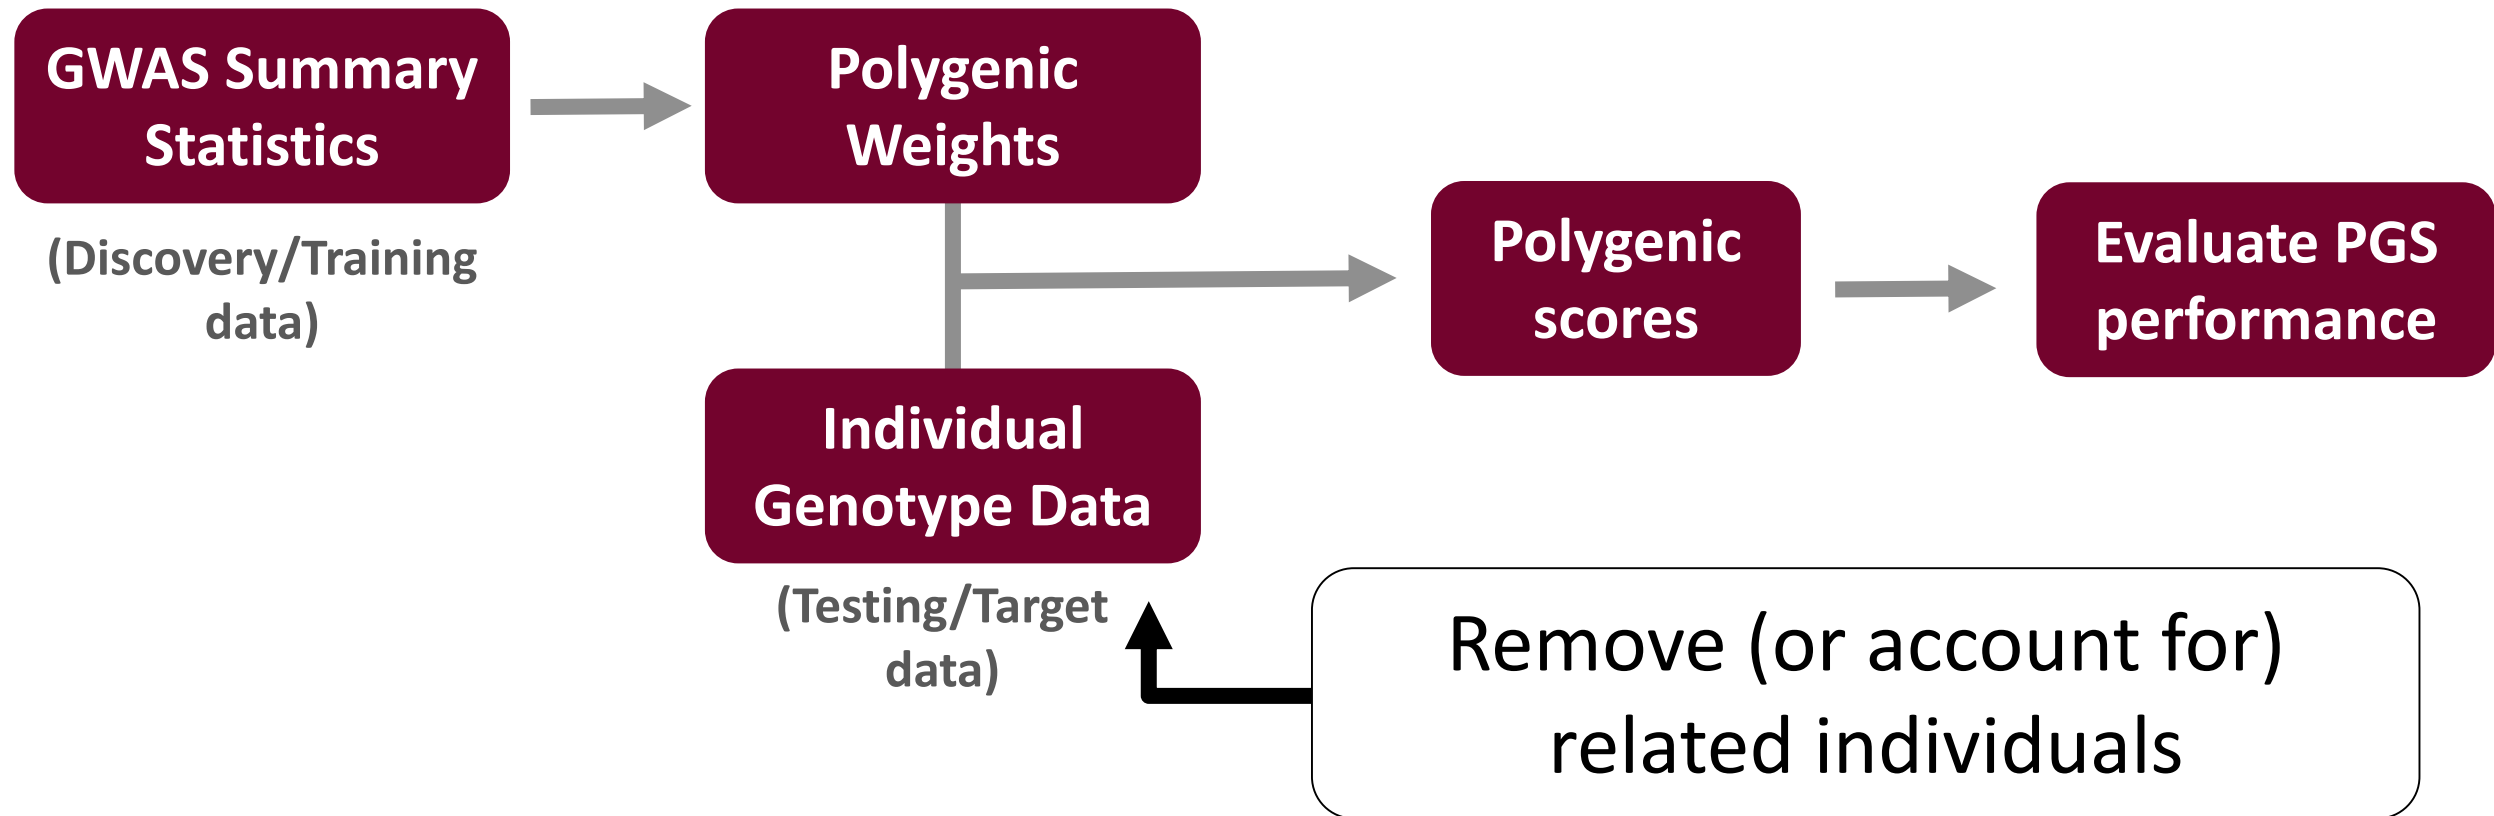 GWAS Summary
Statistics
(Discovery/Training
data)
Polygenic
Weights
Individual
Genotype Data
(Testing/Target
data)
Polygenic
scores
Evaluate PGS
performance
Remove (or account for)
related individuals